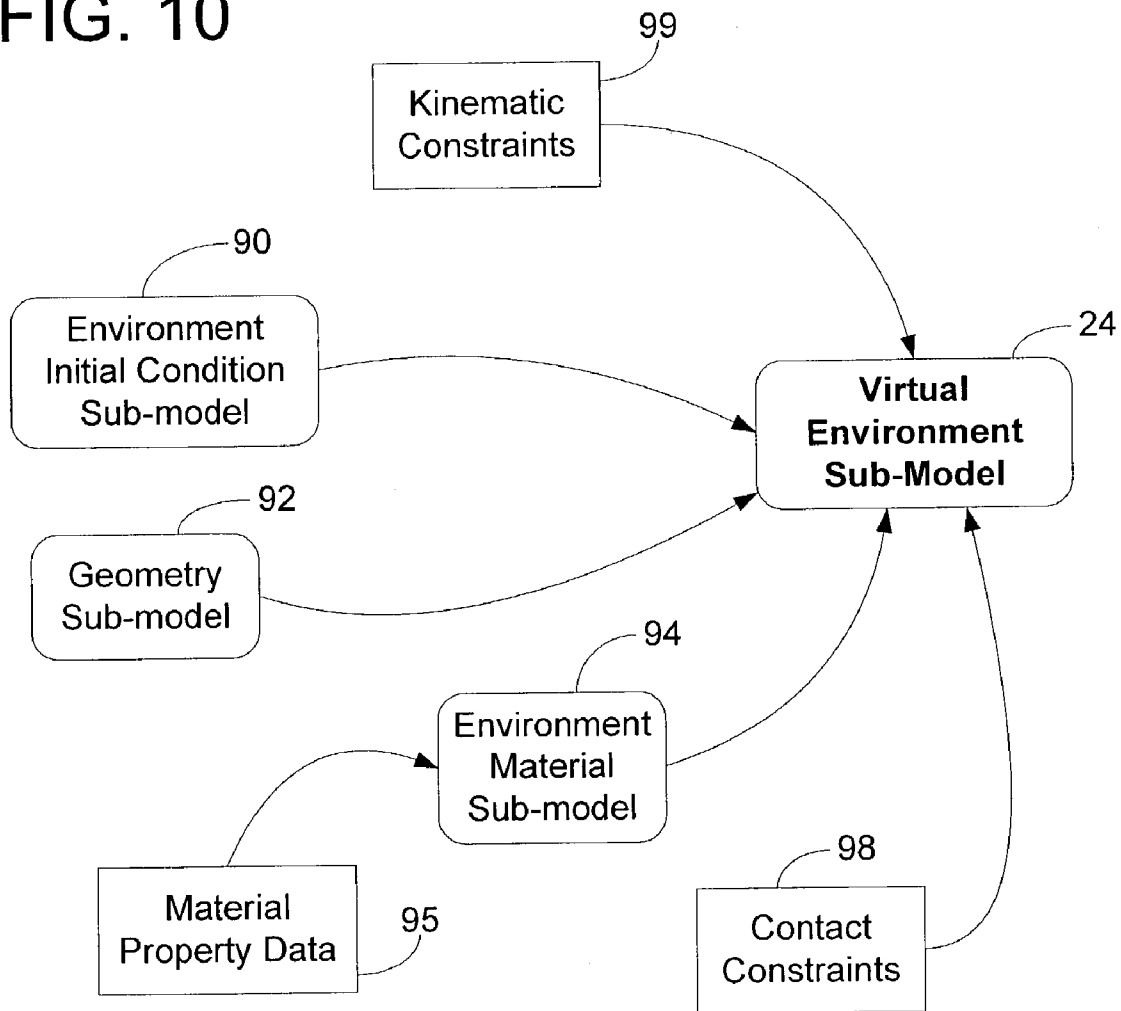 FIG. 10
99
Kinematic
Constraints
90
Environment
Initial Condition
Sub-model
24
Virtual
Environment
Sub-Model
92
Geometry
Sub-model
94
Environment
Material
Sub-model
95
Material
Property Data
98
Contact
Constraints